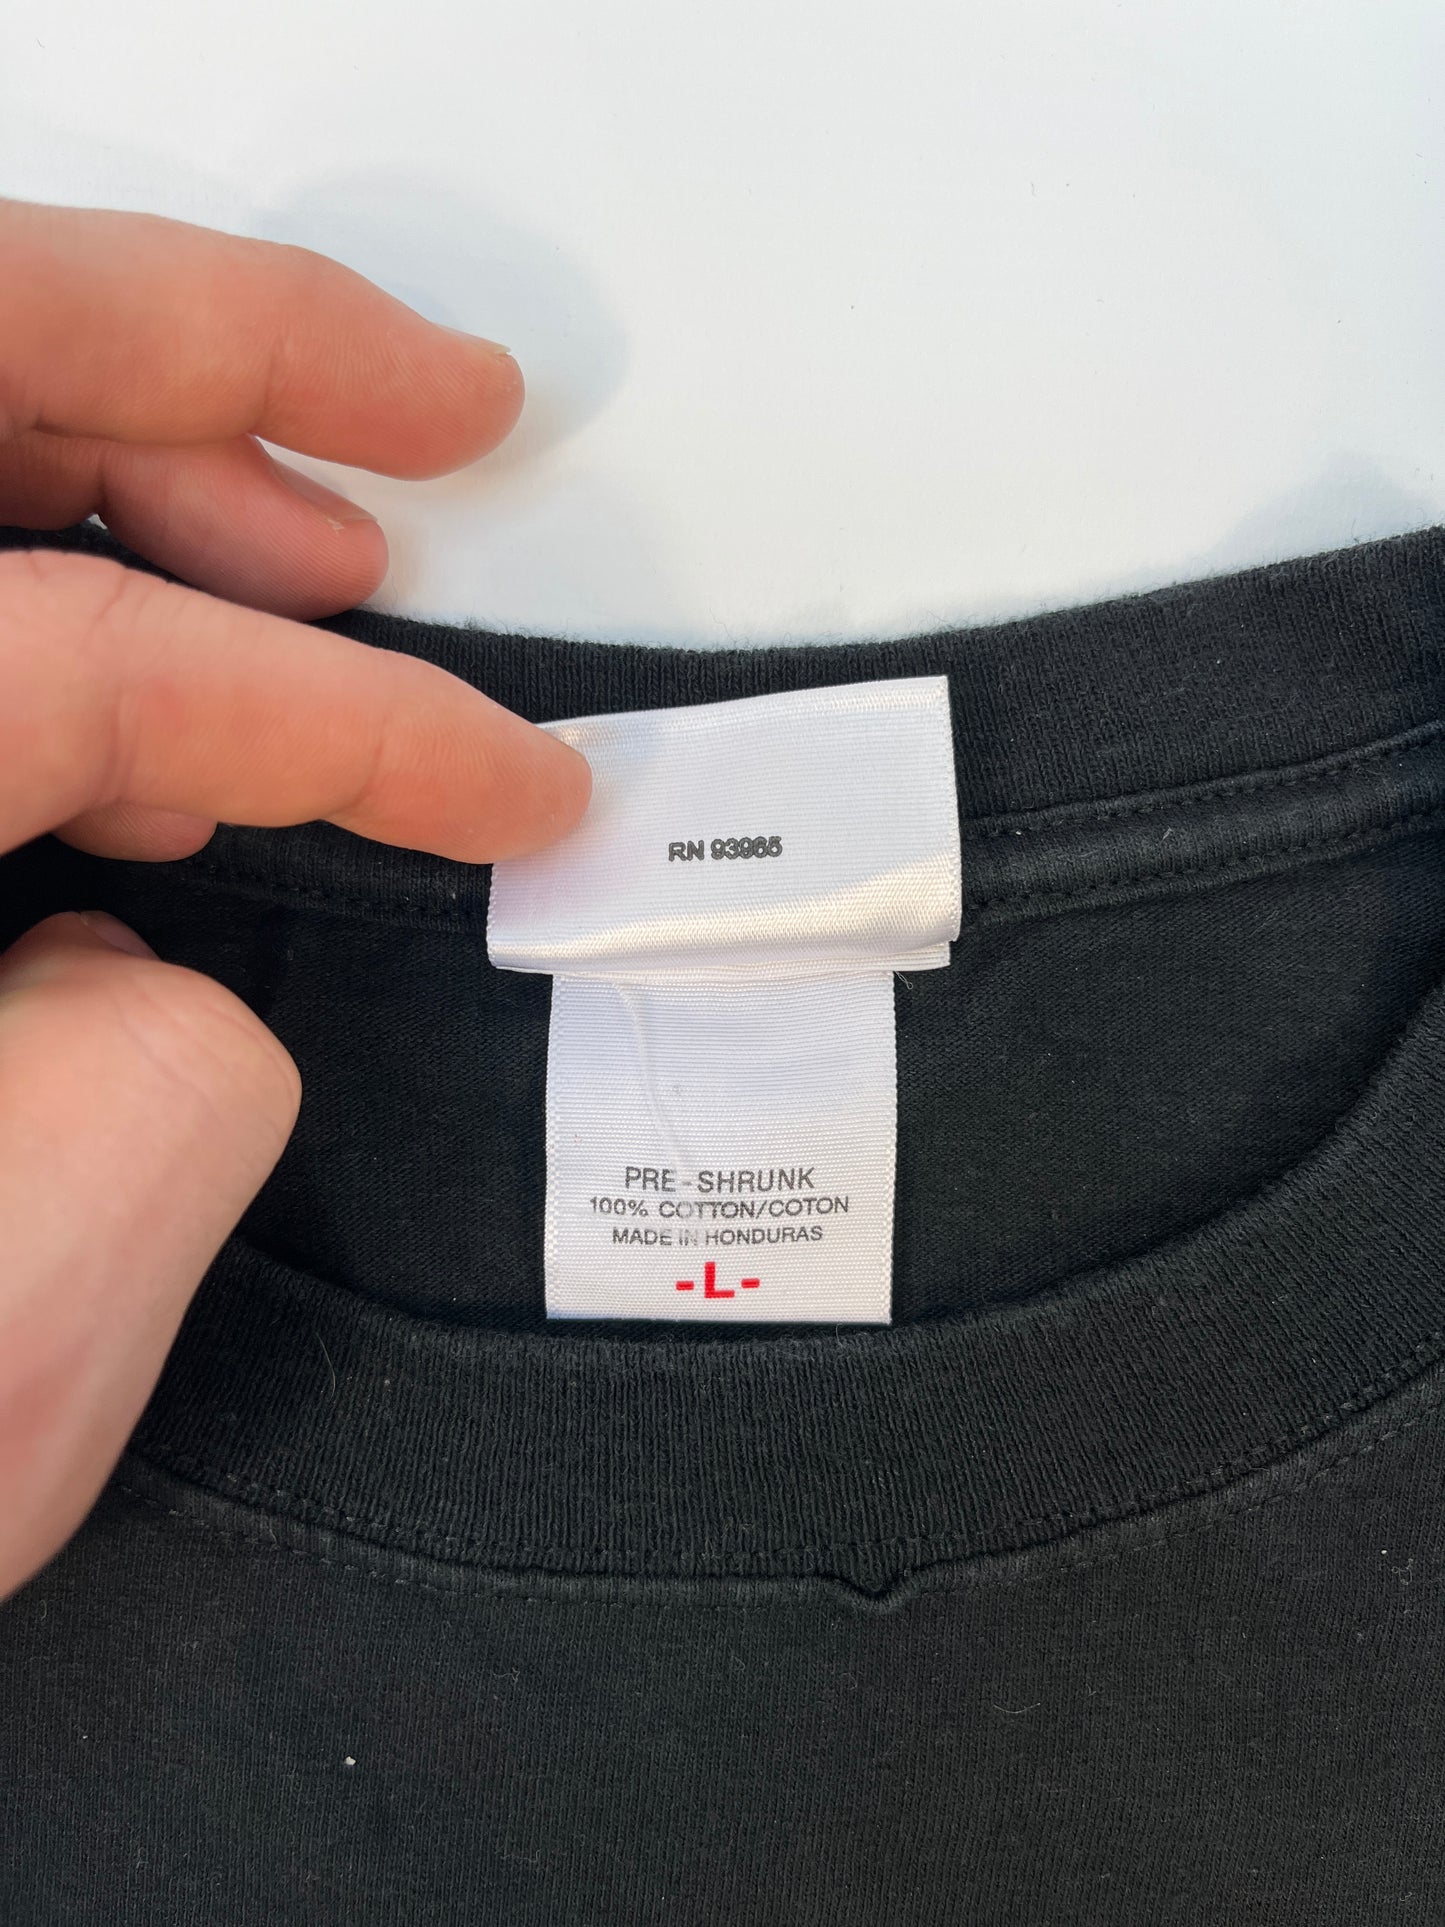 RN 93965
PRE-SHRUNK
100% COTTON/COTON
MADE IN HONDURAS
-L-